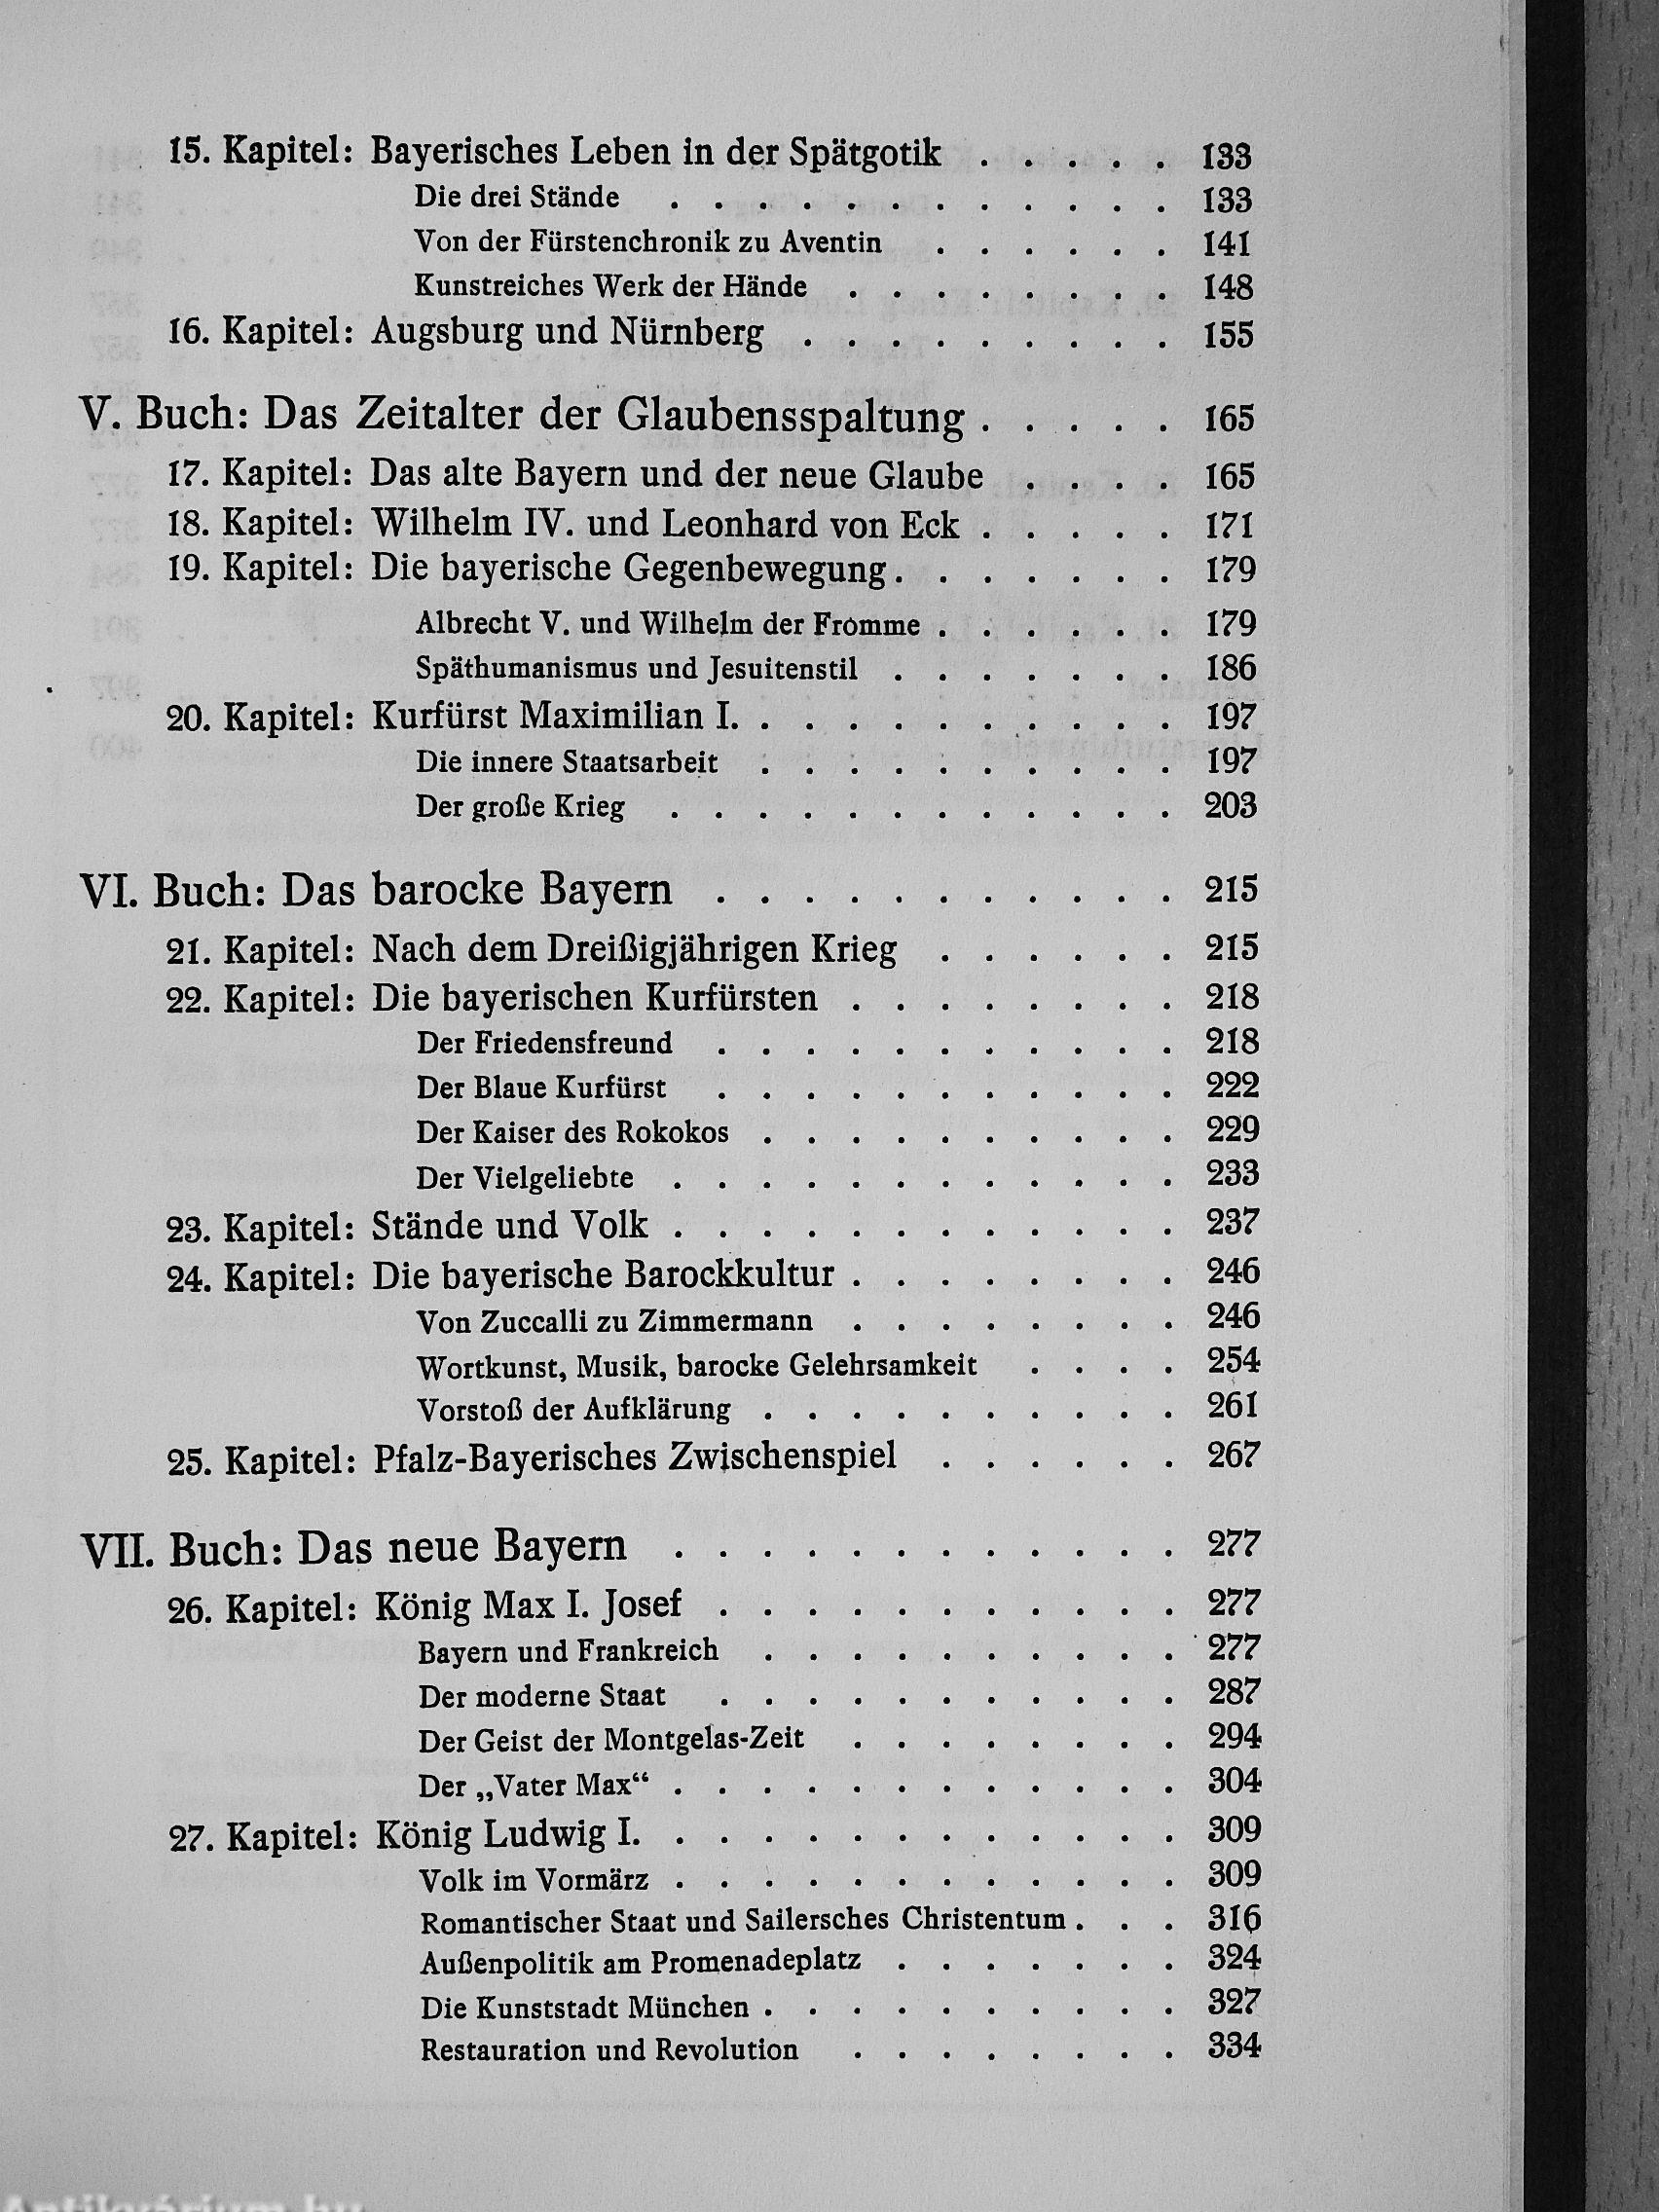 15. Kapitel: Bayerisches Leben in der Spätgotik . . . . . 133
Die drei Stände . . . . . . . . . . . . 133
Von der Fürstenchronik zu Aventin . . . . . . 141
Kunstreiches Werk der Hände . . . . . . . . 148
16. Kapitel: Augsburg und Nürnberg . . . . . . . . . 155
V. Buch: Das Zeitalter der Glaubensspaltung . . . . . 165
17. Kapitel: Das alte Bayern und der neue Glaube . . . . 165
18. Kapitel: Wilhelm IV. und Leonhard von Eck . . . . . 171
19. Kapitel: Die bayerische Gegenbewegung . . . . . . . 179
Albrecht V. und Wilhelm der Fromme . . . . . . 179
Späthumanismus und Jesuitenstil . . . . . . . 186
20. Kapitel: Kurfürst Maximilian I. . . . . . . . . . . 197
Die innere Staatsarbeit . . . . . . . . . . 197
Der große Krieg . . . . . . . . . . . . 203
VI. Buch: Das barocke Bayern . . . . . . . . . . . 215
21. Kapitel: Nach dem Dreißigjährigen Krieg . . . . . . 215
22. Kapitel: Die bayerischen Kurfürsten . . . . . . . . 218
Der Friedensfreund . . . . . . . . . . . 218
Der Blaue Kurfürst . . . . . . . . . . . 222
Der Kaiser des Rokokos . . . . . . . . . . 229
Der Vielgeliebte . . . . . . . . . . . . 233
23. Kapitel: Stände und Volk . . . . . . . . . . . . 237
24. Kapitel: Die bayerische Barockkultur . . . . . . . . 246
Von Zuccalli zu Zimmermann . . . . . . . . 246
Wortkunst, Musik, barocke Gelehrsamkeit . . . . 254
Vorstoß der Aufklärung . . . . . . . . . . 261
25. Kapitel: Pfalz-Bayerisches Zwischenspiel . . . . . . 267
VII. Buch: Das neue Bayern . . . . . . . . . . . . 277
26. Kapitel: König Max I. Josef . . . . . . . . . . . 277
Bayern und Frankreich . . . . . . . . . . 277
Der moderne Staat . . . . . . . . . . . 287
Der Geist der Montgelas-Zeit . . . . . . . . 294
Der „Vater Max“ . . . . . . . . . . . . 304
27. Kapitel: König Ludwig I. . . . . . . . . . . . . 309
Volk im Vormärz . . . . . . . . . . . . 309
Romantischer Staat und Sailersches Christentum . . . 316
Außenpolitik am Promenadeplatz . . . . . . . 324
Die Kunststadt München . . . . . . . . . . 327
Restauration und Revolution . . . . . . . . 334